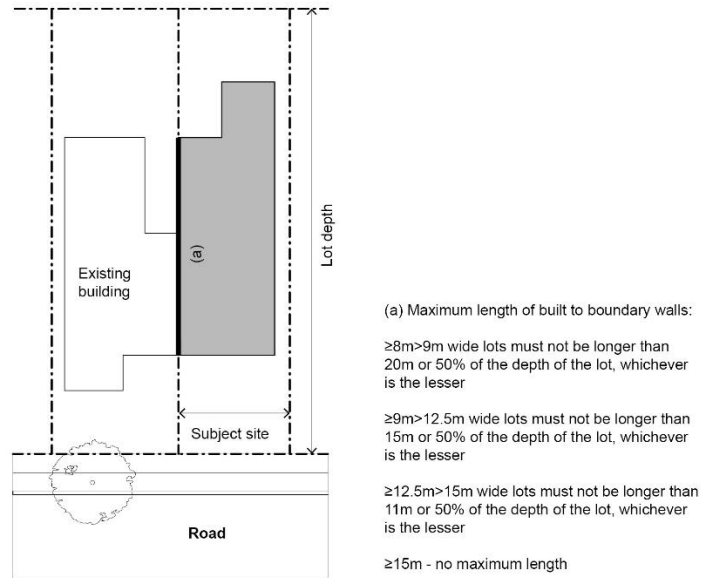 Existing
building
(a)
Lot depth
Subject site
Road
(a) Maximum length of built to boundary walls:
≥8m>9m wide lots must not be longer than
20m or 50% of the depth of the lot, whichever
is the lesser
≥9m>12.5m wide lots must not be longer than
15m or 50% of the depth of the lot, whichever
is the lesser
≥12.5m>15m wide lots must not be longer than
11m or 50% of the depth of the lot, whichever
is the lesser
≥15m - no maximum length